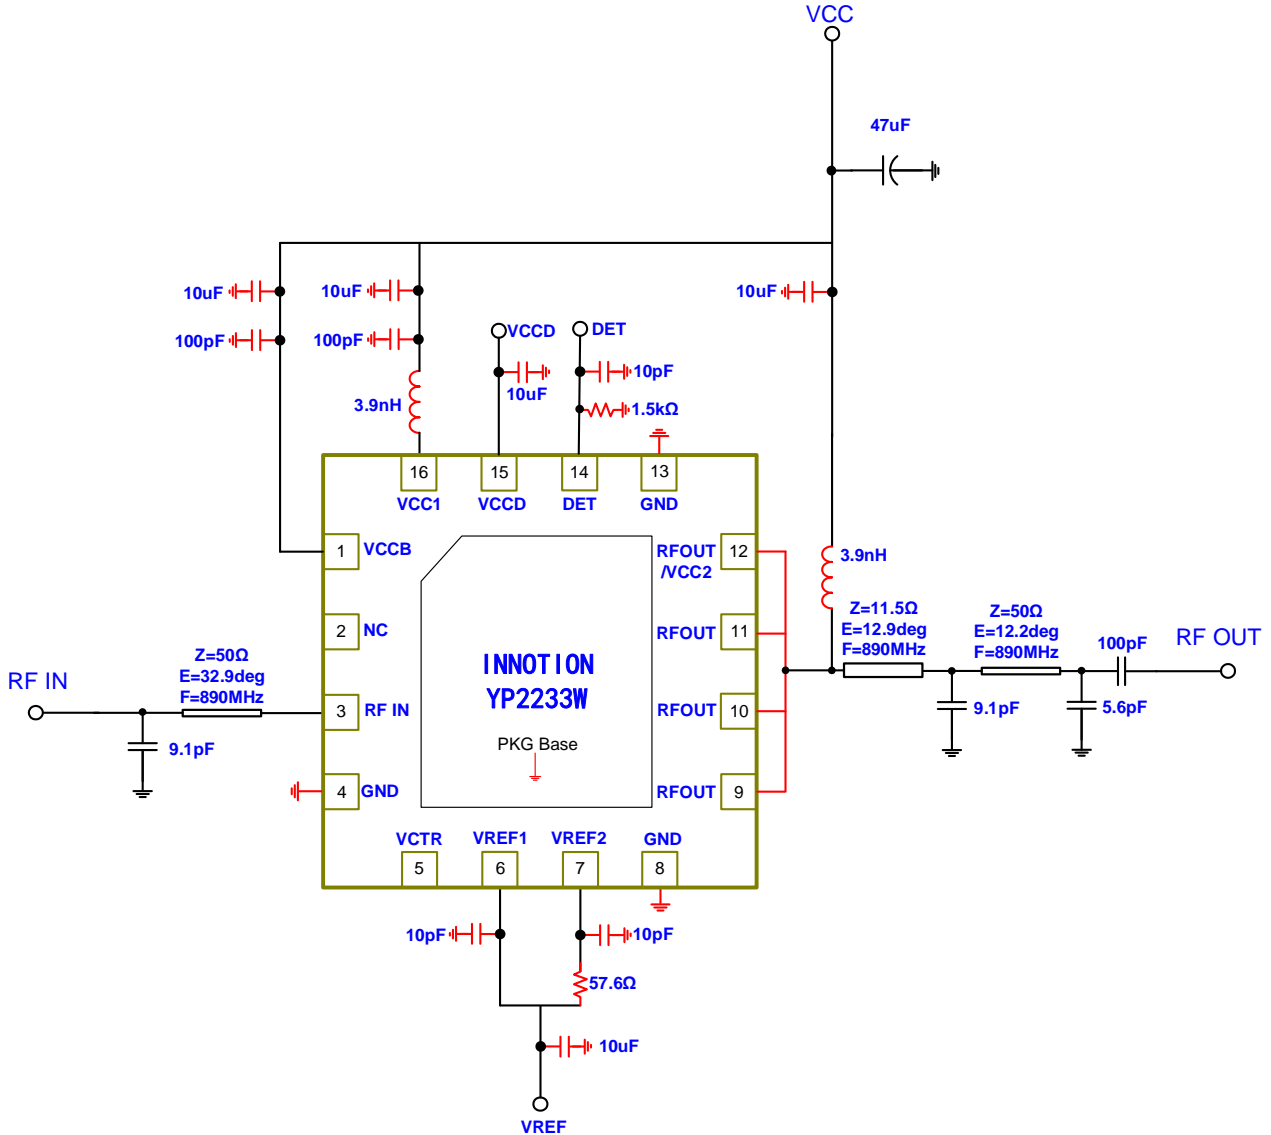 VCC
47uF
10uF
10uF
10uF
100pF
100pF
VCCD
DET
10pF
10uF
3.9nH
1.5kΩ
16
15
14
13
VCC1
VCCD
DET
GND
1
VCCB
RFOUT
/VCC2
12
3.9nH
2
NC
RFOUT
11
Z=11.5Ω
E=12.9deg
F=890MHz
Z=50Ω
E=12.2deg
F=890MHz
100pF
RF OUT
Z=50Ω
E=32.9deg
F=890MHz
RF IN
INNOTION
YP2233W
3
RF IN
RFOUT
10
9.1pF
5.6pF
9.1pF
PKG Base
4
GND
RFOUT
9
VCTR
VREF1
VREF2
GND
5
6
7
8
10pF
10pF
57.6Ω
10uF
VREF